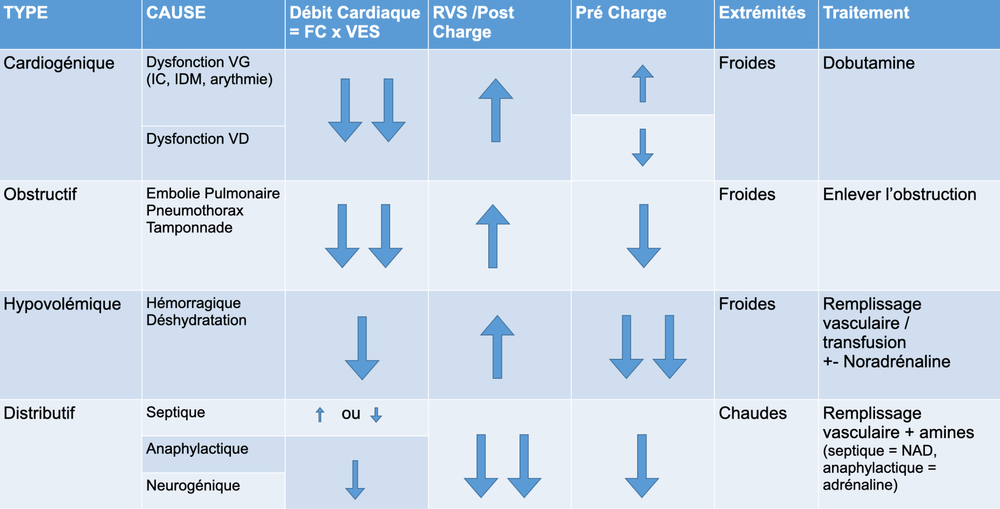 TYPE
CAUSE
Débit Cardiaque
= FC x VES
RVS /Post
Charge
Pré Charge
Extrémités
Traitement
Cardiogénique
Dysfonction VG
(IC, IDM, arythmie)
Dysfonction VD
Froides
Dobutamine
Obstructif
Embolie Pulmonaire
Pneumothorax
Tamponnade
Froides
Enlever l’obstruction
Hypovolémique
Hémorragique
Déshydratation
Froides
Remplissage
vasculaire /
transfusion
+- Noradrénaline
Distributif
Septique
ou
Anaphylactique
Neurogénique
Chaudes
Remplissage
vasculaire + amines
(septique = NAD,
anaphylactique =
adrénaline)